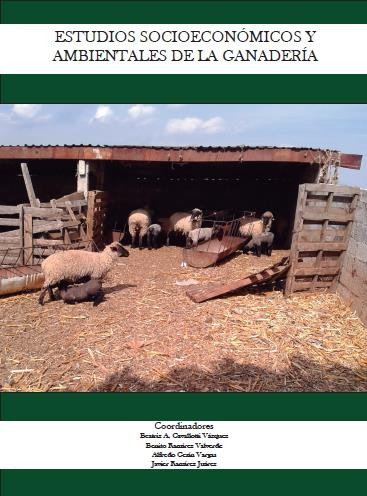 ESTUDIOS SOCIOECONÓMICOS Y
AMBIENTALES DE LA GANADERÍA
Coordinadores
Beatriz A. Cavallotti Vázquez
Benito Ramírez Valverde
Alfredo Cesín Vargas
Javier Ramírez Juárez